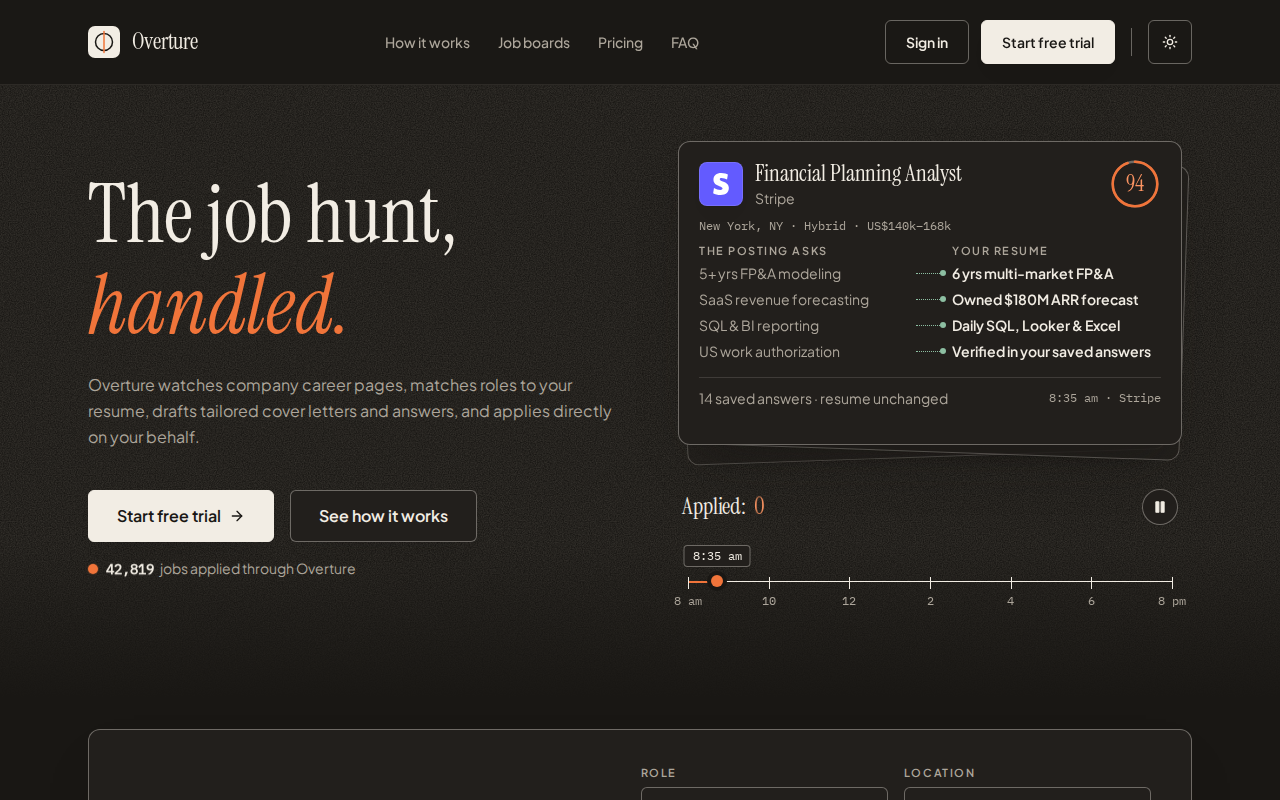 Overture
How it works
Job boards
Pricing
FAQ
Sign in
Start free trial
The job hunt,
handled.
Overture watches company career pages, matches roles to your
resume, drafts tailored cover letters and answers, and applies directly
on your behalf.
Start free trial →
See how it works
42,819 jobs applied through Overture
S
Financial Planning Analyst
Stripe
94
New York, NY · Hybrid · US$140k–168k
THE POSTING ASKS YOUR RESUME
5+ yrs FP&A modeling 6 yrs multi-market FP&A
SaaS revenue forecasting Owned $180M ARR forecast
SQL & BI reporting Daily SQL, Looker & Excel
US work authorization Verified in your saved answers
14 saved answers · resume unchanged 8:35 am · Stripe
Applied: 0
8:35 am
8 am 10 12 2 4 6 8 pm
ROLE LOCATION